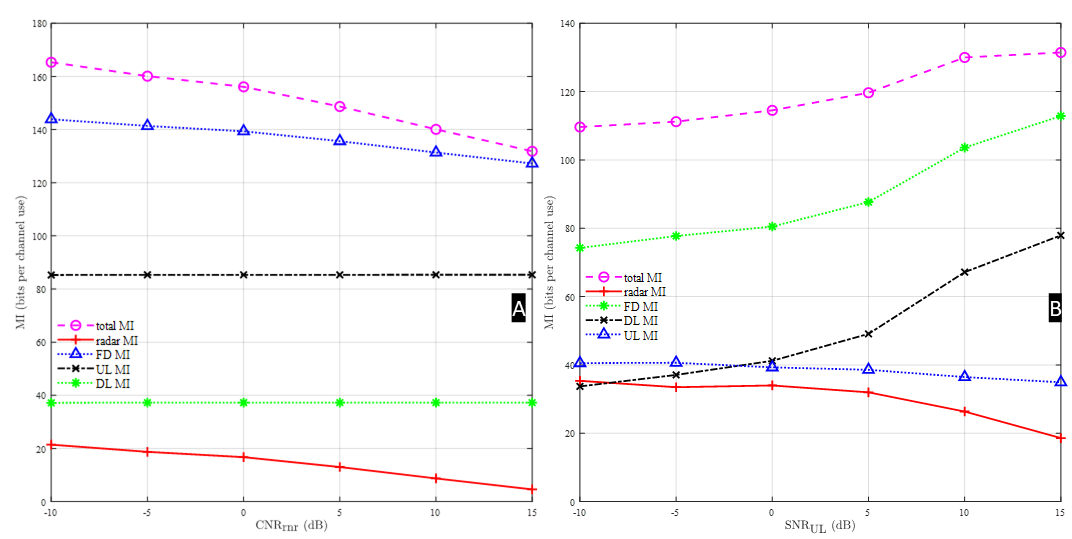 180
160
140
120
100
80
60
40
20
0
-10 -5 0 5 10 15
MI (bits per channel use)
CNRrnr (dB)
total MI
radar MI
FD MI
UL MI
DL MI
A
140
120
100
80
60
40
20
0
-10 -5 0 5 10 15
MI (bits per channel use)
SNRUL (dB)
total MI
radar MI
FD MI
DL MI
UL MI
B